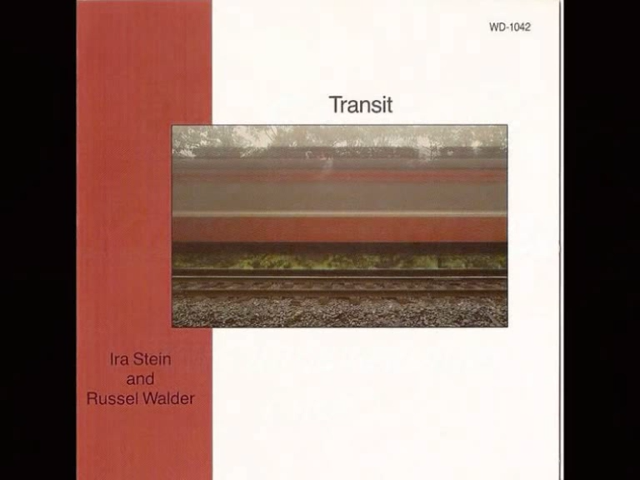 WD-1042
Transit
Ira Stein
and
Russel Walder